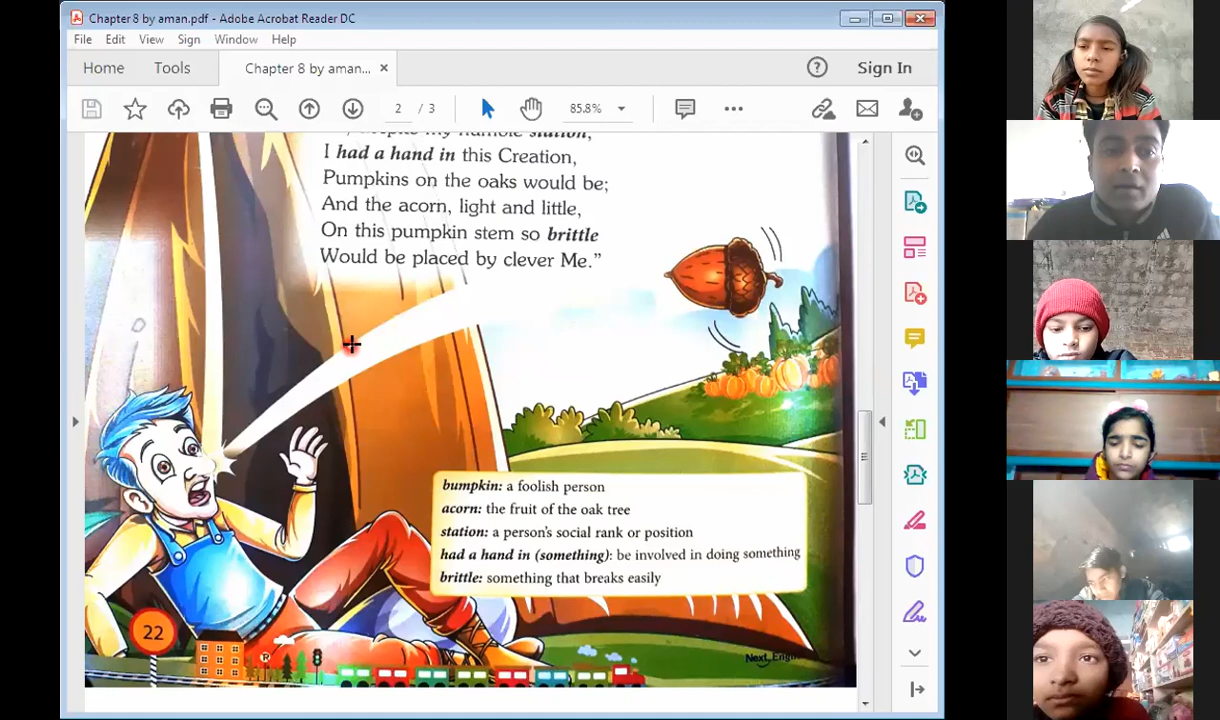 Chapter 8 by aman.pdf - Adobe Acrobat Reader DC
File Edit View Sign Window Help
Home Tools Chapter 8 by aman... × ? Sign In
2 / 3 85.8%
my humble station,
I had a hand in this Creation,
Pumpkins on the oaks would be;
And the acorn, light and little,
On this pumpkin stem so brittle
Would be placed by clever Me.”
bumpkin: a foolish person
acorn: the fruit of the oak tree
station: a person's social rank or position
had a hand in (something): be involved in doing something
brittle: something that breaks easily
22
Next